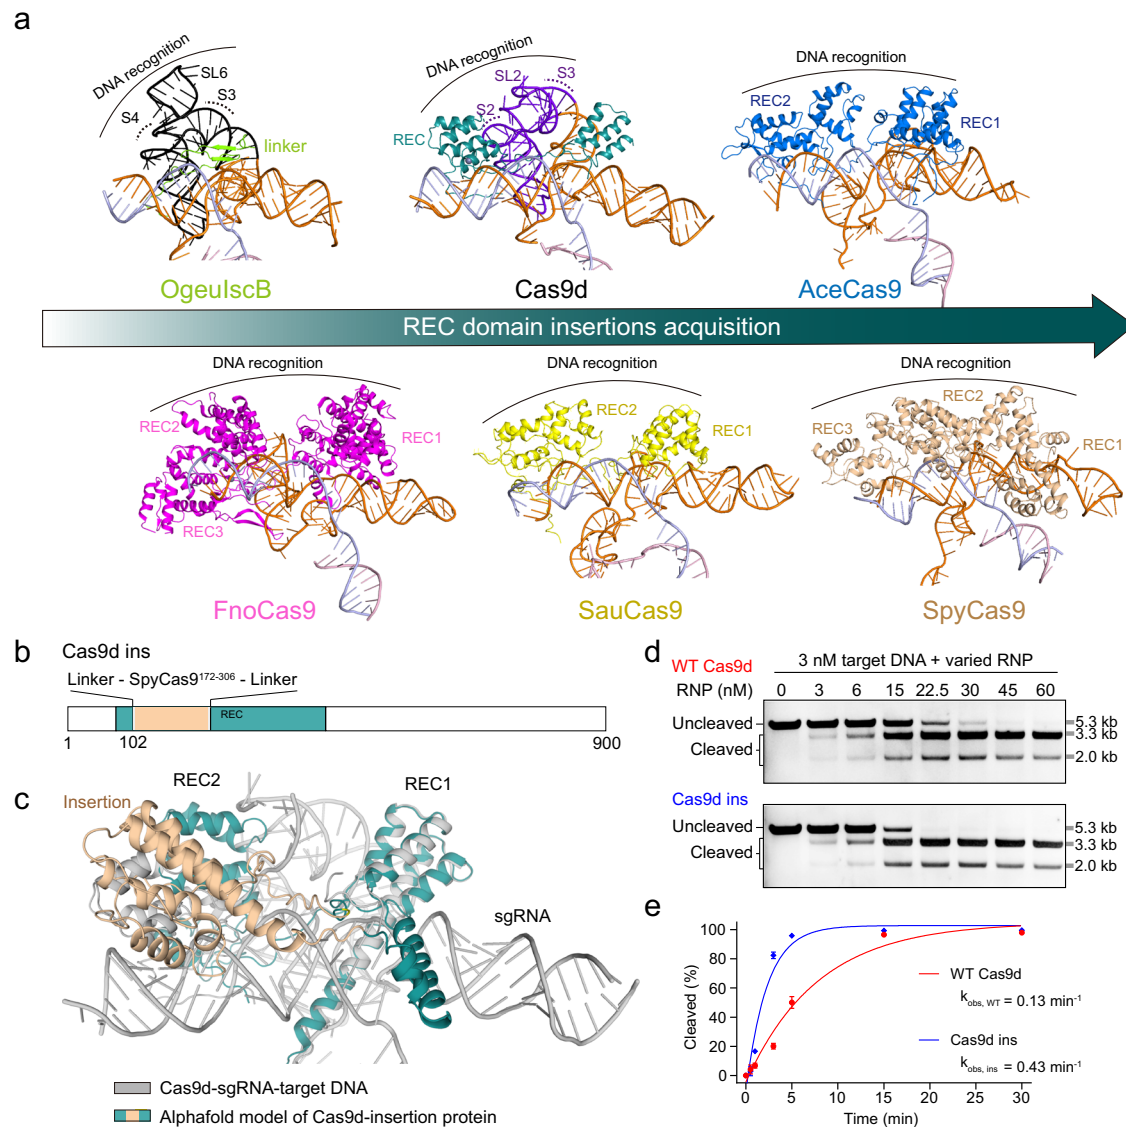 a
DNA recognition
SL6
S3
S4
linker
OgeuIscB
DNA recognition
SL2
S3
S2
REC
Cas9d
DNA recognition
REC2
REC1
AceCas9
REC domain insertions acquisition
DNA recognition
REC2
REC1
REC3
FnoCas9
DNA recognition
REC2
REC1
SauCas9
DNA recognition
REC2
REC3
REC1
SpyCas9
b
Cas9d ins
Linker - SpyCas9172-306 - Linker
REC
1 102 900
c
REC2
REC1
Insertion
sgRNA
Cas9d-sgRNA-target DNA
Alphafold model of Cas9d-insertion protein
d
WT Cas9d
3 nM target DNA + varied RNP
RNP (nM) 0 3 6 15 22.5 30 45 60
Uncleaved 5.3 kb
Cleaved 3.3 kb
2.0 kb
Cas9d ins
Uncleaved 5.3 kb
Cleaved 3.3 kb
2.0 kb
e
Cleaved (%)
100
80
60
40
20
0
0 5 10 15 20 25 30
Time (min)
WT Cas9d
kobs, WT = 0.13 min-1
Cas9d ins
kobs, ins = 0.43 min-1